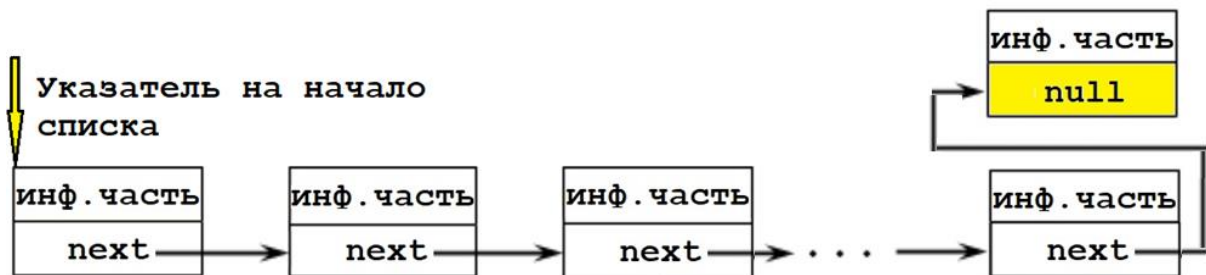 инф.часть
null
Указатель на начало
списка
инф.часть инф.часть инф.часть инф.часть
next next next ... next